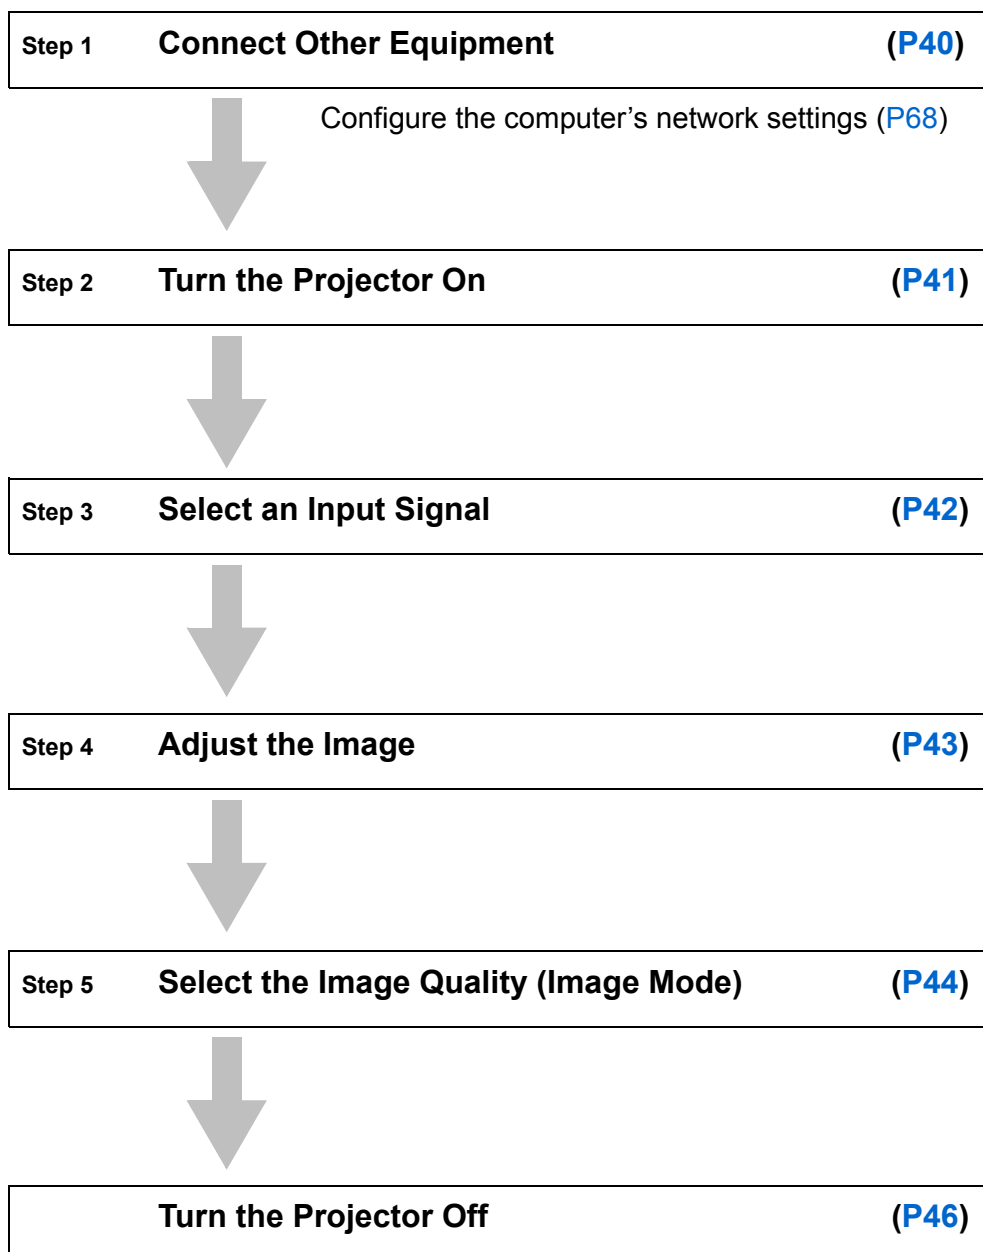 Step 1 Connect Other Equipment (P40)
Configure the computer’s network settings (P68)
Step 2 Turn the Projector On (P41)
Step 3 Select an Input Signal (P42)
Step 4 Adjust the Image (P43)
Step 5 Select the Image Quality (Image Mode) (P44)
Turn the Projector Off (P46)